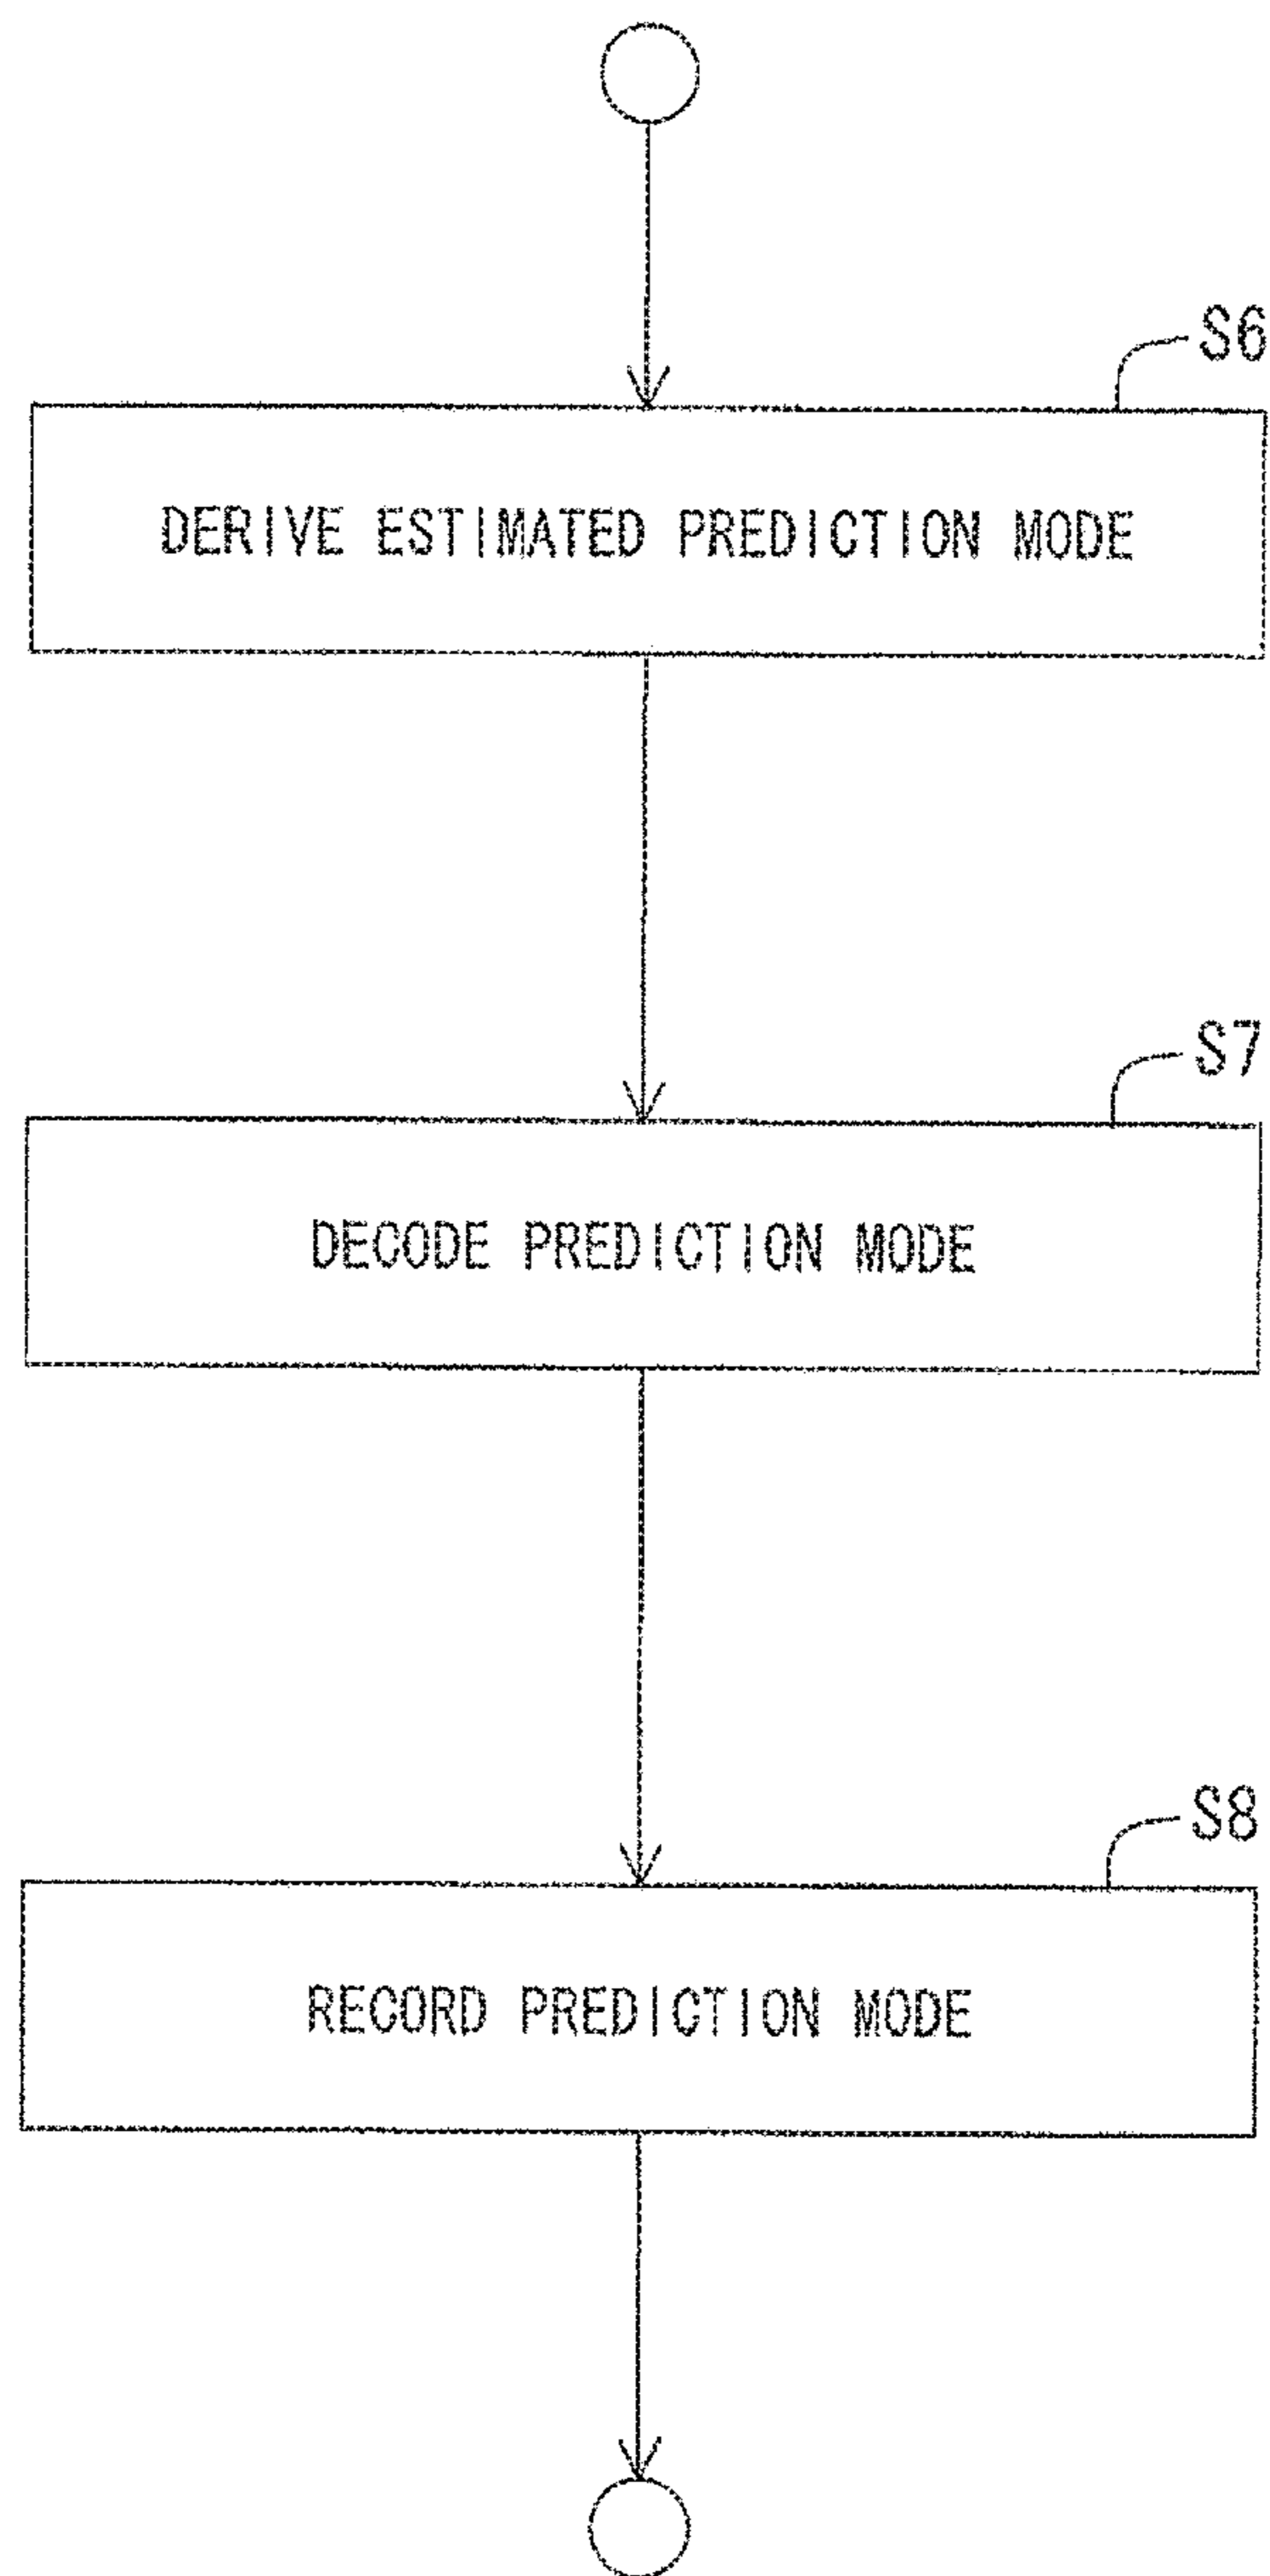 S6
DERIVE ESTIMATED PREDICTION MODE
S7
DECODE PREDICTION MODE
S8
RECORD PREDICTION MODE